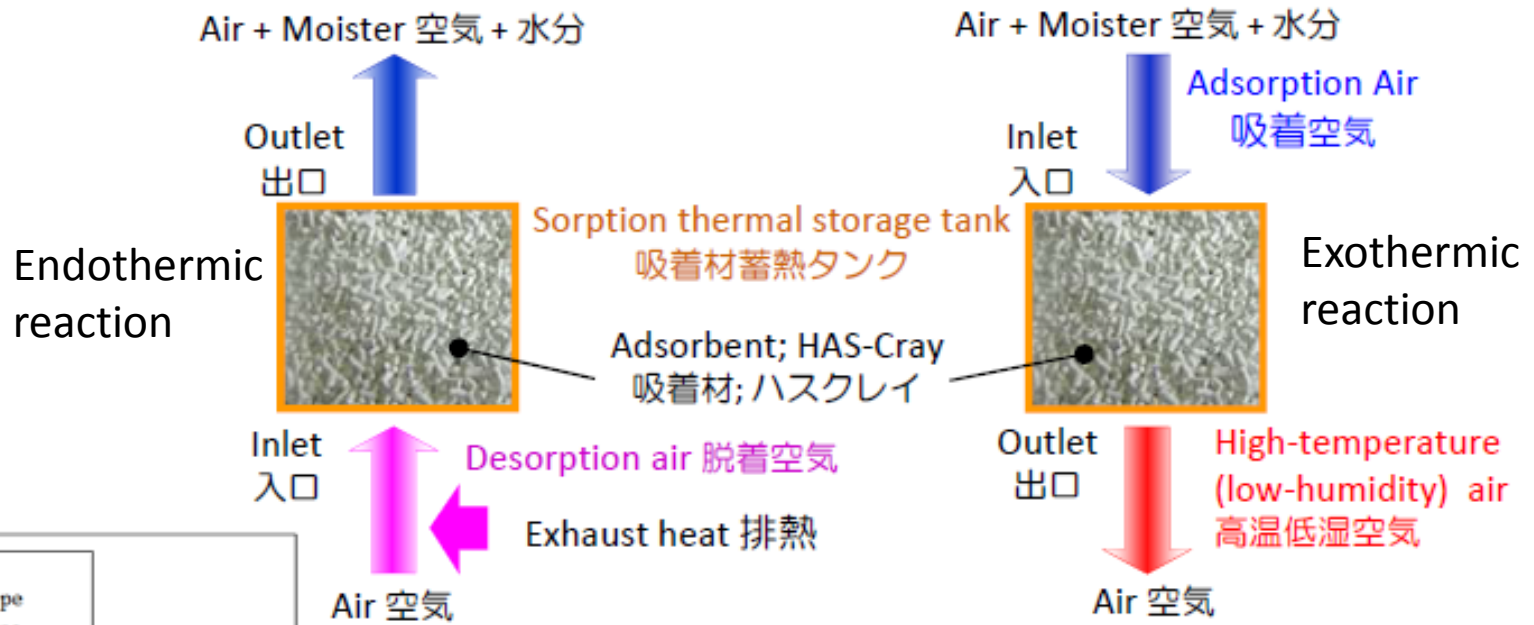 Air + Moister 空気 + 水分
Outlet
出口
Endothermic
reaction
Inlet
入口
Desorption air 脱着空気
Exhaust heat 排熱
Air 空気
Sorption thermal storage tank
吸着材蓄熱タンク
Adsorbent; HAS-Cray
吸着材; ハスクレイ
Air + Moister 空気 + 水分
Adsorption Air
吸着空気
Inlet
入口
Exothermic
reaction
Outlet
出口
High-temperature
(low-humidity) air
高温低湿空気
Air 空気
pe